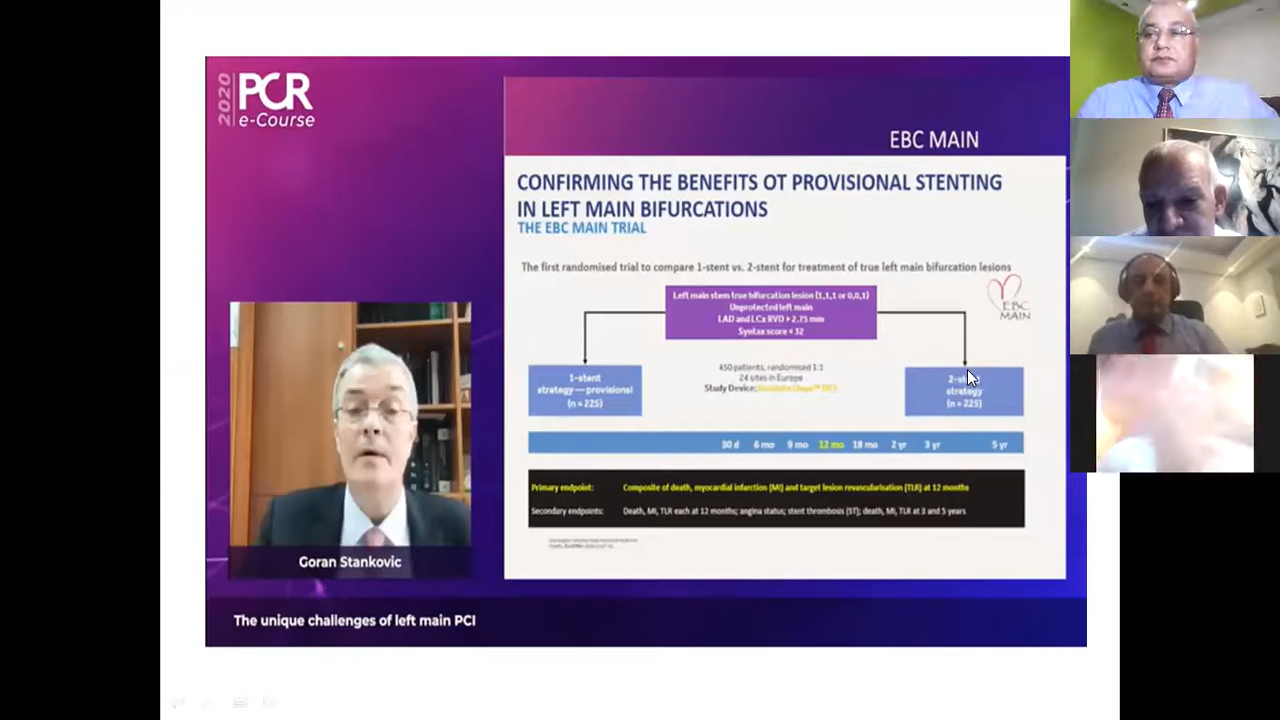 2020
PCR
e-Course
EBC MAIN
CONFIRMING THE BENEFITS OT PROVISIONAL STENTING
IN LEFT MAIN BIFURCATIONS
THE EBC MAIN TRIAL
The first randomised trial to compare 1-stent vs. 2-stent for treatment of true left main bifurcation lesions
Left main stem true bifurcation lesion (1,1,1 or 0,0,1)
Unprotected left main
LAD and LCx RVD > 2.75 mm
Syntax score < 32
EBC
MAIN
1-stent
strategy — provisional
(n = 225)
450 patients, randomised 1:1
24 sites in Europe
Study Device:
strategy
(n = 225)
30 d 6 mo 9 mo 12 mo 18 mo 2 yr 3 yr 5 yr
Primary endpoint: Composite of death, myocardial infarction (MI) and target lesion revascularisation (TLR) at 12 months
Secondary endpoints: Death, MI, TLR each at 12 months; angina status; stent thrombosis (ST); death, MI, TLR at 3 and 5 years
Goran Stankovic
The unique challenges of left main PCI